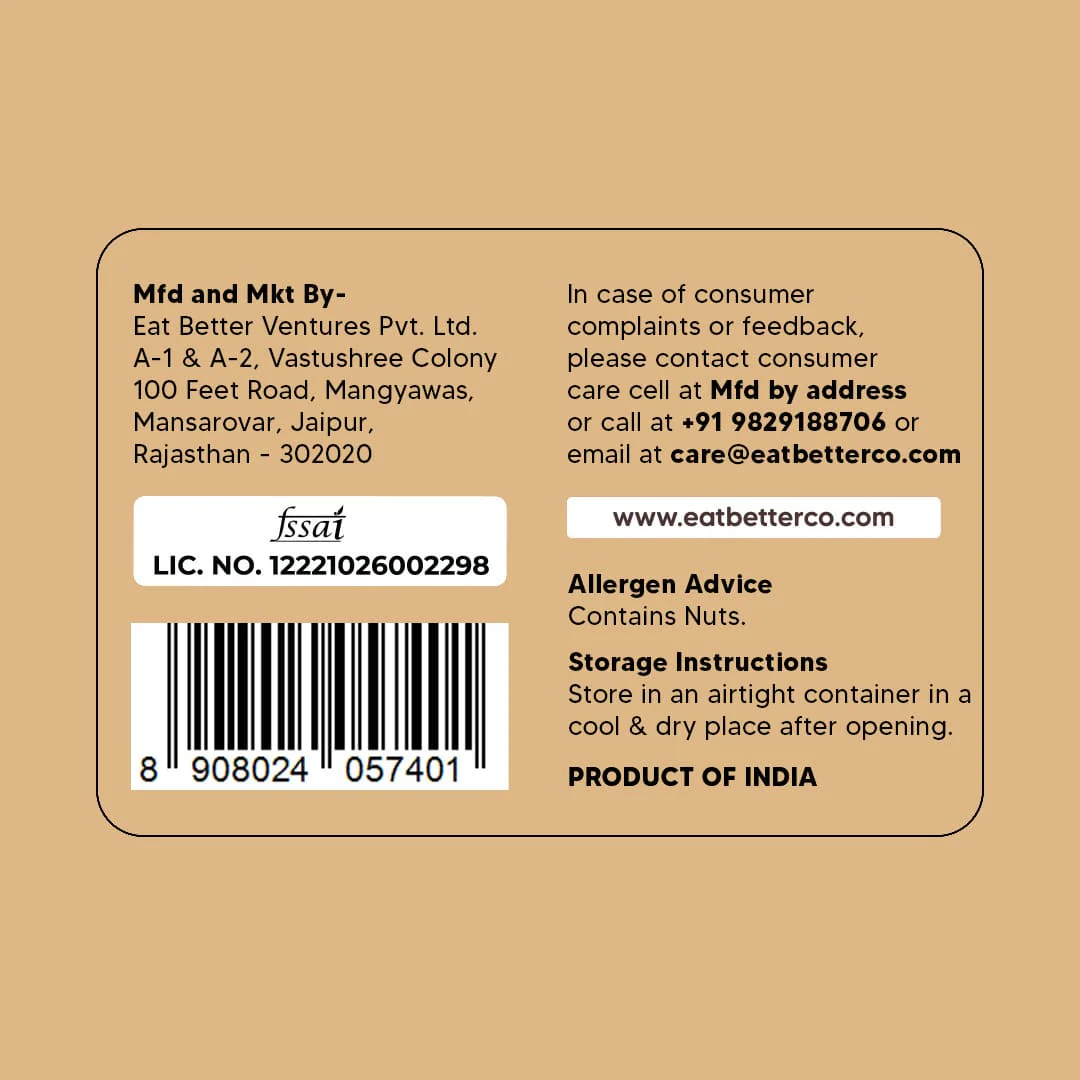 Mfd and Mkt By-
Eat Better Ventures Pvt. Ltd.
A-1 & A-2, Vastushree Colony
100 Feet Road, Mangyawas,
Mansarovar, Jaipur,
Rajasthan - 302020
fssai
LIC. NO. 12221026002298
8 908024 057401
In case of consumer
complaints or feedback,
please contact consumer
care cell at Mfd by address
or call at +91 9829188706 or
email at care@eatbetterco.com
www.eatbetterco.com
Allergen Advice
Contains Nuts.
Storage Instructions
Store in an airtight container in a
cool & dry place after opening.
PRODUCT OF INDIA